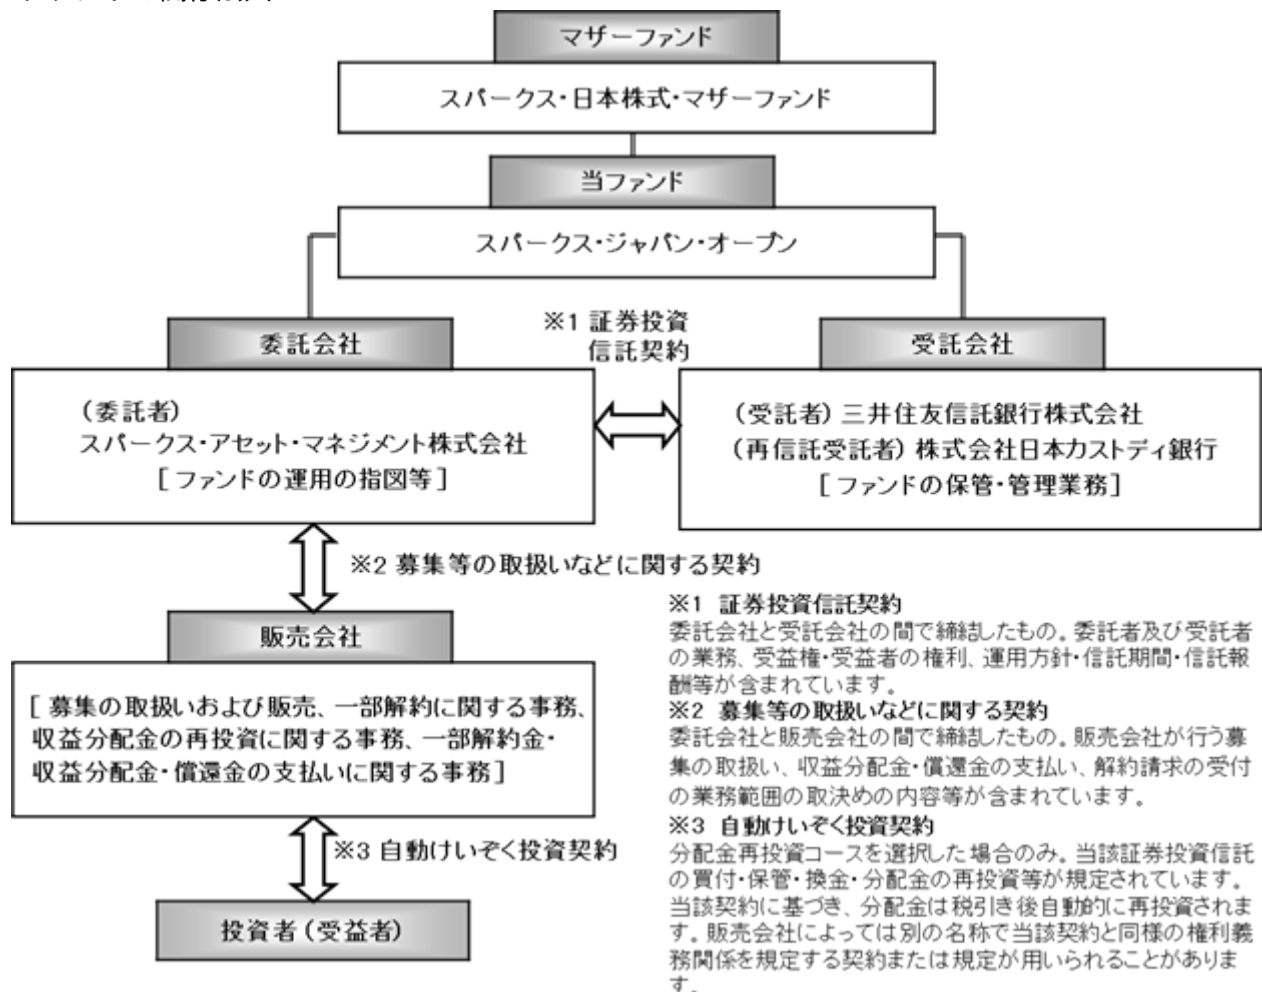 マザーファンド
スパークス・日本株式・マザーファンド
当ファンド
スパークス・ジャパン・オープン
委託会社
(委託者)
スパークス・アセット・マネジメント株式会社
[ファンドの運用の指図等]
※1 証券投資
信託契約
受託会社
(受託者) 三井住友信託銀行株式会社
(再信託受託者) 株式会社日本カストディ銀行
[ファンドの保管・管理業務]
※2 募集等の取扱いなどに関する契約
販売会社
[募集の取扱いおよび販売、一部解約に関する事務、
収益分配金の再投資に関する事務、一部解約金・
収益分配金・償還金の支払いに関する事務]
※3 自動けいぞく投資契約
投資者 (受益者)
※1 証券投資信託契約
委託会社と受託会社の間で締結したもの。委託者及び受託者
の業務、受益権・受益者の権利、運用方針・信託期間・信託報
酬等が含まれています。
※2 募集等の取扱いなどに関する契約
委託会社と販売会社の間で締結したもの。販売会社が行う募
集の取扱い、収益分配金・償還金の支払い、解約請求の受付
の業務範囲の取決めの内容等が含まれています。
※3 自動けいぞく投資契約
分配金再投資コースを選択した場合のみ。当該証券投資信託
の買付・保管・換金・分配金の再投資等が規定されています。
当該契約に基づき、分配金は税引き後自動的に再投資されま
す。販売会社によっては別の名称で当該契約と同様の権利義
務関係を規定する契約または規定が用いられることがありま
す。